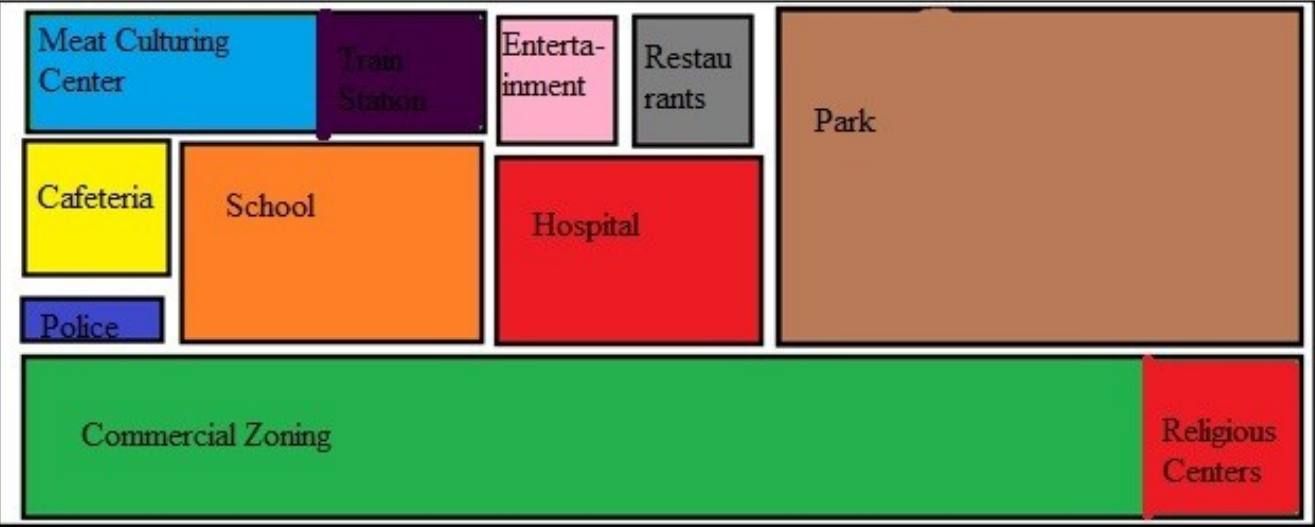 Meat Culturing
Center
Train
Station
Enterta-
inment
Restau
rants
Park
Cafeteria
School
Hospital
Police
Commercial Zoning
Religious
Centers